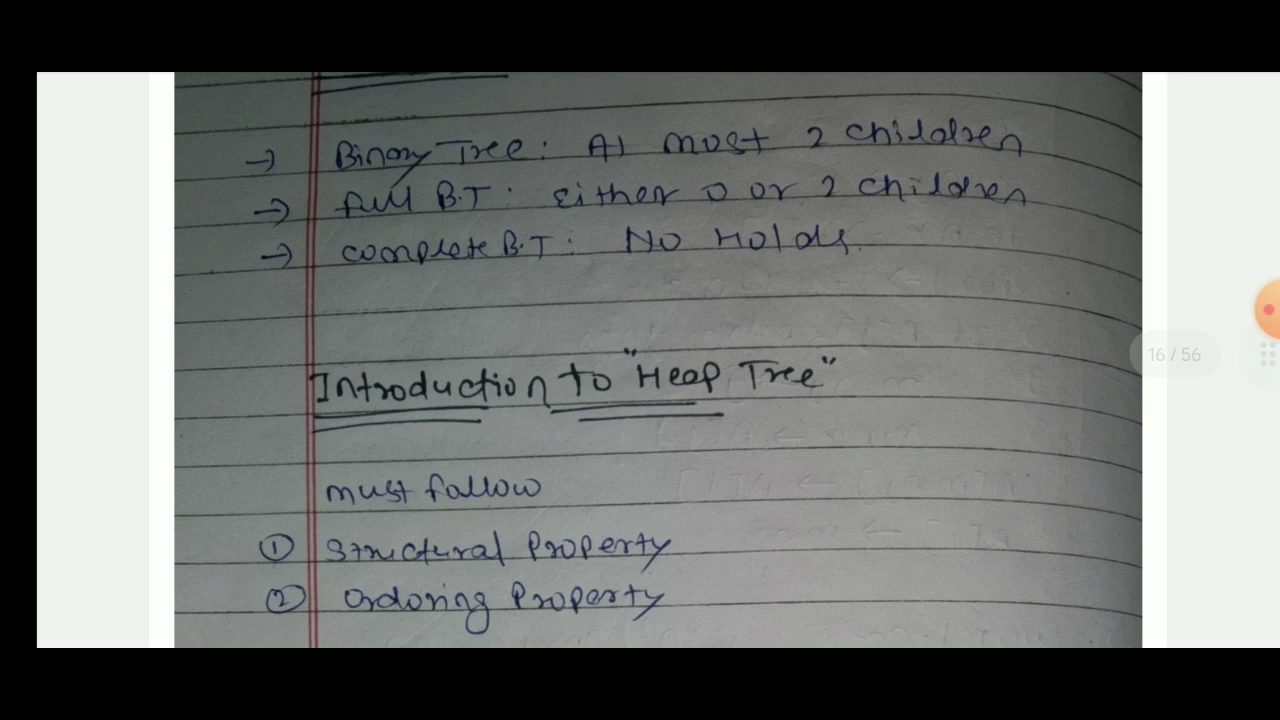 → Binary Tree: At most 2 children
→ full B.T: Either 0 or 2 children
→ complete B.T: No Holds.
Introduction to "Heap Tree"
must follow
① Structural Property
② Ordering Property
16 / 56